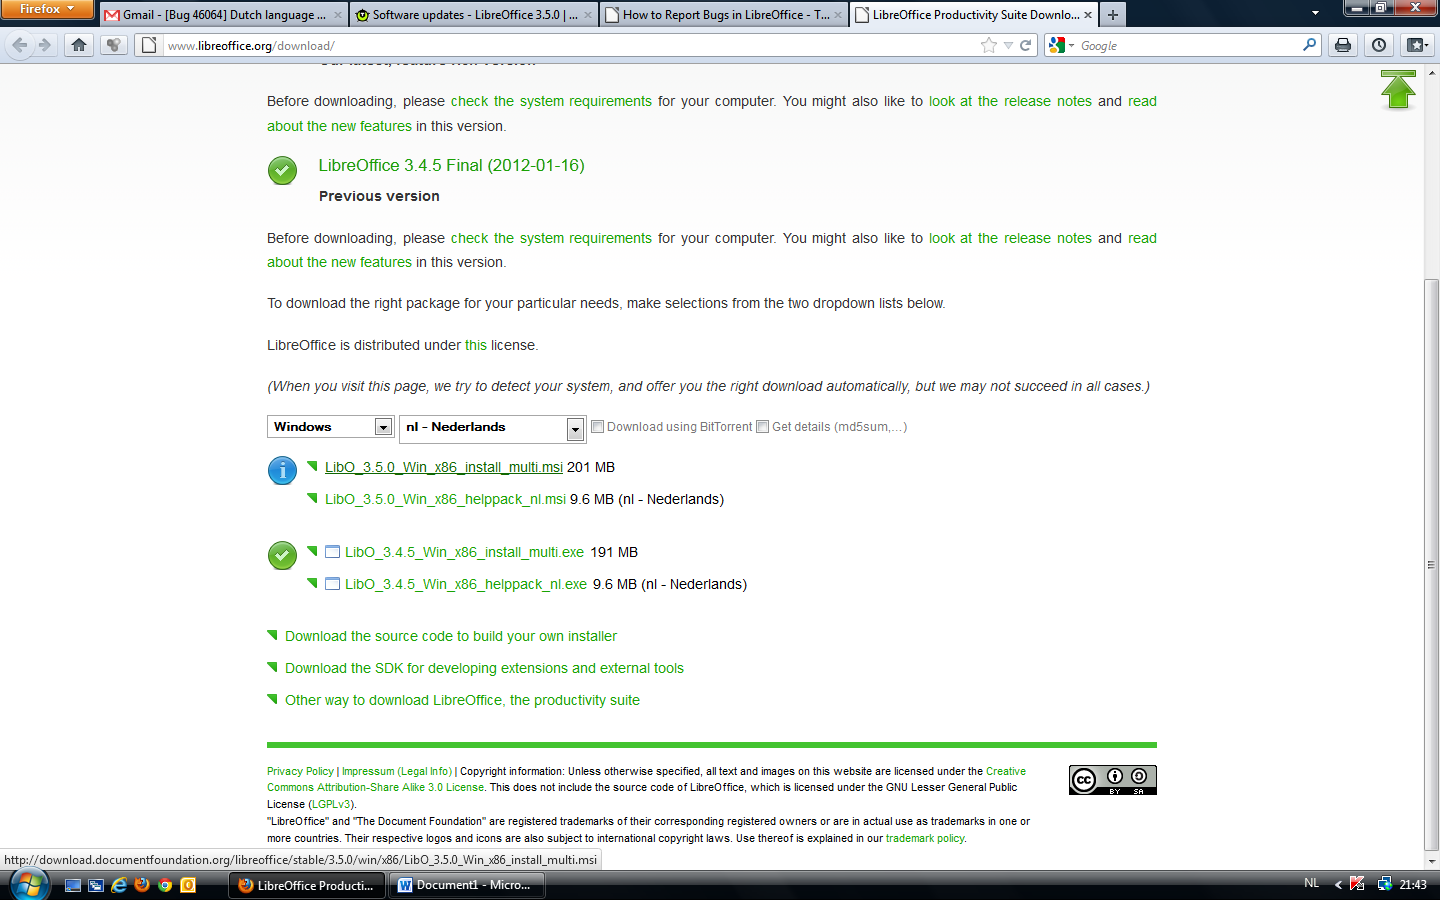 Firefox
Gmail - [Bug 46064] Dutch language ...
Software updates - LibreOffice 3.5.0 | ...
How to Report Bugs in LibreOffice - T...
LibreOffice Productivity Suite Downlo...
www.libreoffice.org/download/
Google
Before downloading, please check the system requirements for your computer. You might also like to look at the release notes and read
about the new features in this version.
LibreOffice 3.4.5 Final (2012-01-16)
Previous version
Before downloading, please check the system requirements for your computer. You might also like to look at the release notes and read
about the new features in this version.
To download the right package for your particular needs, make selections from the two dropdown lists below.
LibreOffice is distributed under this license.
(When you visit this page, we try to detect your system, and offer you the right download automatically, but we may not succeed in all cases.)
Windows nl - Nederlands Download using BitTorrent Get details (md5sum,...)
LibO_3.5.0_Win_x86_install_multi.msi 201 MB
LibO_3.5.0_Win_x86_helppack_nl.msi 9.6 MB (nl - Nederlands)
LibO_3.4.5_Win_x86_install_multi.exe 191 MB
LibO_3.4.5_Win_x86_helppack_nl.exe 9.6 MB (nl - Nederlands)
Download the source code to build your own installer
Download the SDK for developing extensions and external tools
Other way to download LibreOffice, the productivity suite
Privacy Policy | Impressum (Legal Info) | Copyright information: Unless otherwise specified, all text and images on this website are licensed under the Creative
Commons Attribution-Share Alike 3.0 License. This does not include the source code of LibreOffice, which is licensed under the GNU Lesser General Public
License (LGPLv3).
"LibreOffice" and "The Document Foundation" are registered trademarks of their corresponding registered owners or are in actual use as trademarks in one or
more countries. Their respective logos and icons are also subject to international copyright laws. Use thereof is explained in our trademark policy.
cc BY SA
http://download.documentfoundation.org/libreoffice/stable/3.5.0/win/x86/LibO_3.5.0_Win_x86_install_multi.msi
LibreOffice Producti...
Document1 - Micro...
NL
21:43